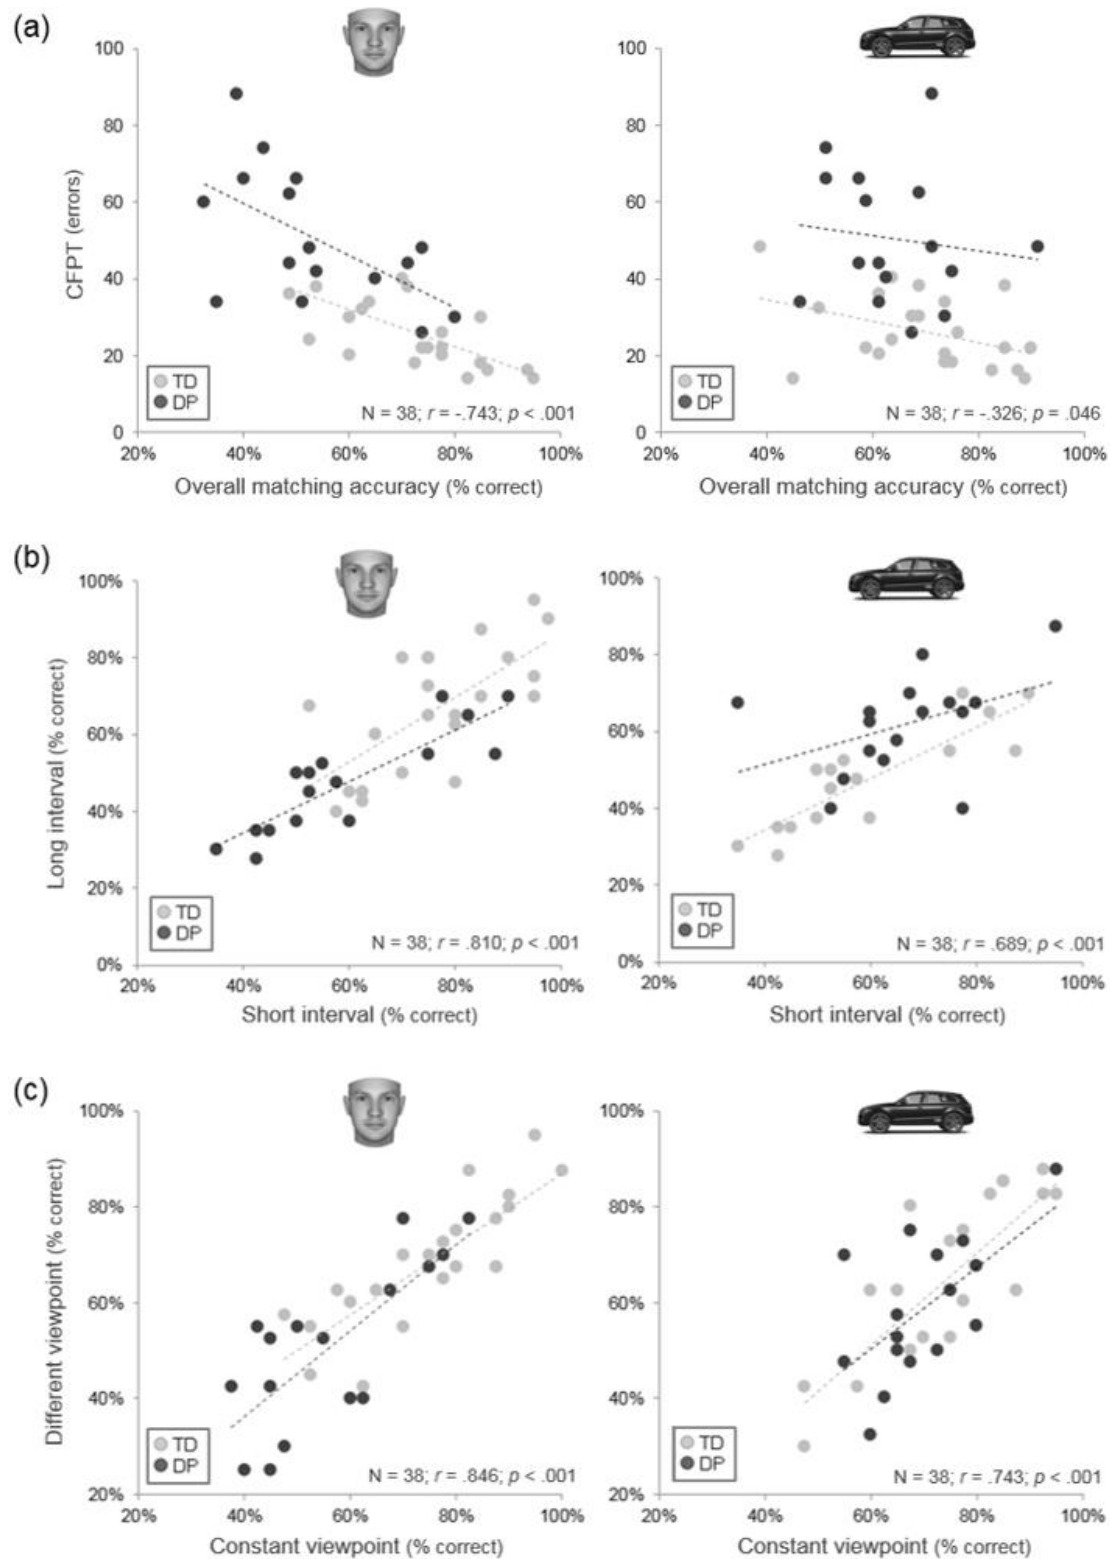 (a)
100
80
60
40
20
0
CFPT (errors)
TD
DP
N = 38; r = -.743; p < .001
20% 40% 60% 80% 100%
Overall matching accuracy (% correct)
100
80
60
40
20
0
TD
DP
N = 38; r = -.326; p = .046
20% 40% 60% 80% 100%
Overall matching accuracy (% correct)
(b)
100%
80%
60%
40%
20%
0%
Long interval (% correct)
TD
DP
N = 38; r = .810; p < .001
20% 40% 60% 80% 100%
Short interval (% correct)
100%
80%
60%
40%
20%
0%
TD
DP
N = 38; r = .689; p < .001
20% 40% 60% 80% 100%
Short interval (% correct)
(c)
100%
80%
60%
40%
20%
Different viewpoint (% correct)
TD
DP
N = 38; r = .846; p < .001
20% 40% 60% 80% 100%
Constant viewpoint (% correct)
100%
80%
60%
40%
20%
TD
DP
N = 38; r = .743; p < .001
20% 40% 60% 80% 100%
Constant viewpoint (% correct)